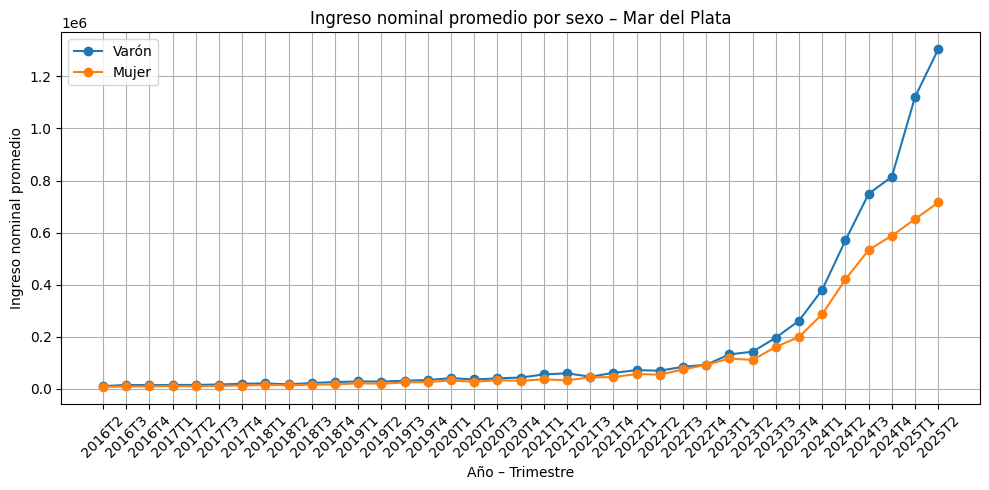 Ingreso nominal promedio por sexo – Mar del Plata
1e6
Varón
Mujer
1.2
1.0
0.8
0.6
0.4
0.2
0.0
Ingreso nominal promedio
2016T2
2016T3
2016T4
2017T1
2017T2
2017T3
2017T4
2018T1
2018T2
2018T3
2018T4
2019T1
2019T2
2019T3
2019T4
2020T1
2020T2
2020T3
2020T4
2021T1
2021T2
2021T3
2021T4
2022T1
2022T2
2022T3
2022T4
2023T1
2023T2
2023T3
2023T4
2024T1
2024T2
2024T3
2024T4
2025T1
2025T2
Año – Trimestre